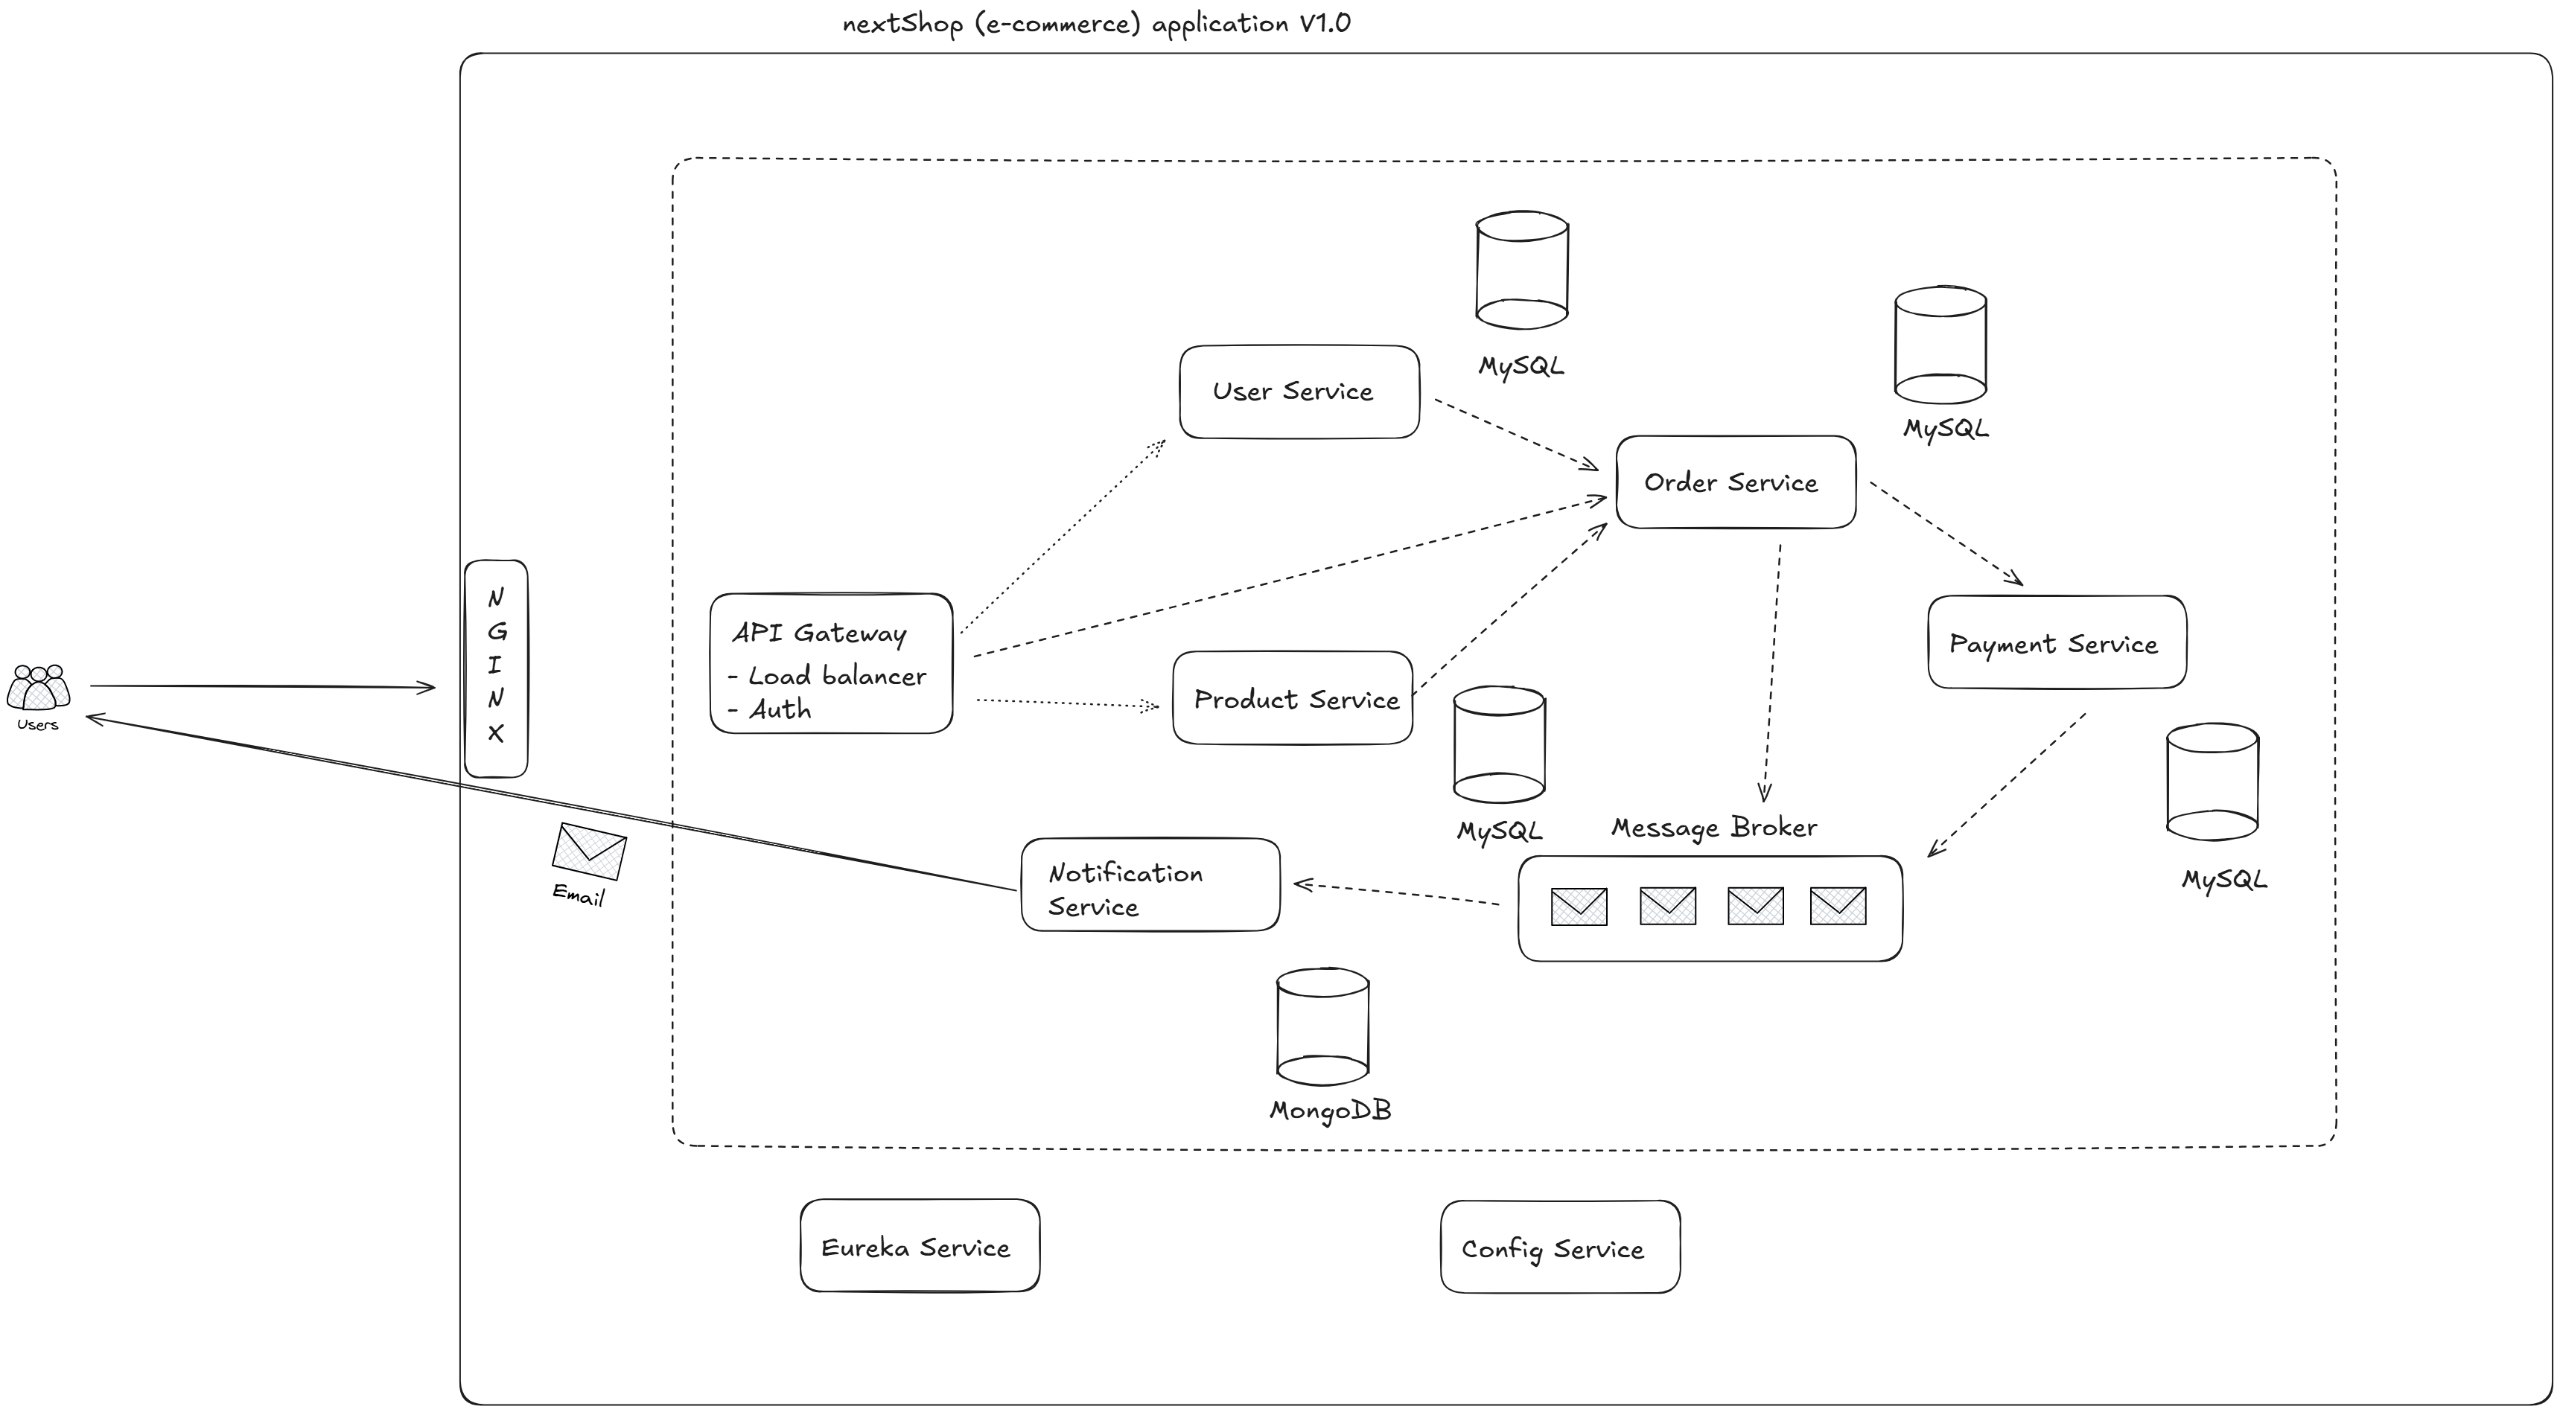 nextShop (e-commerce) application V1.0
MySQL
MySQL
User Service
Order Service
N
G
I
N
X
API Gateway
- Load balancer
- Auth
Product Service
Payment Service
Users
MySQL
Message Broker
MySQL
Notification
Service
Email
MongoDB
Eureka Service
Config Service